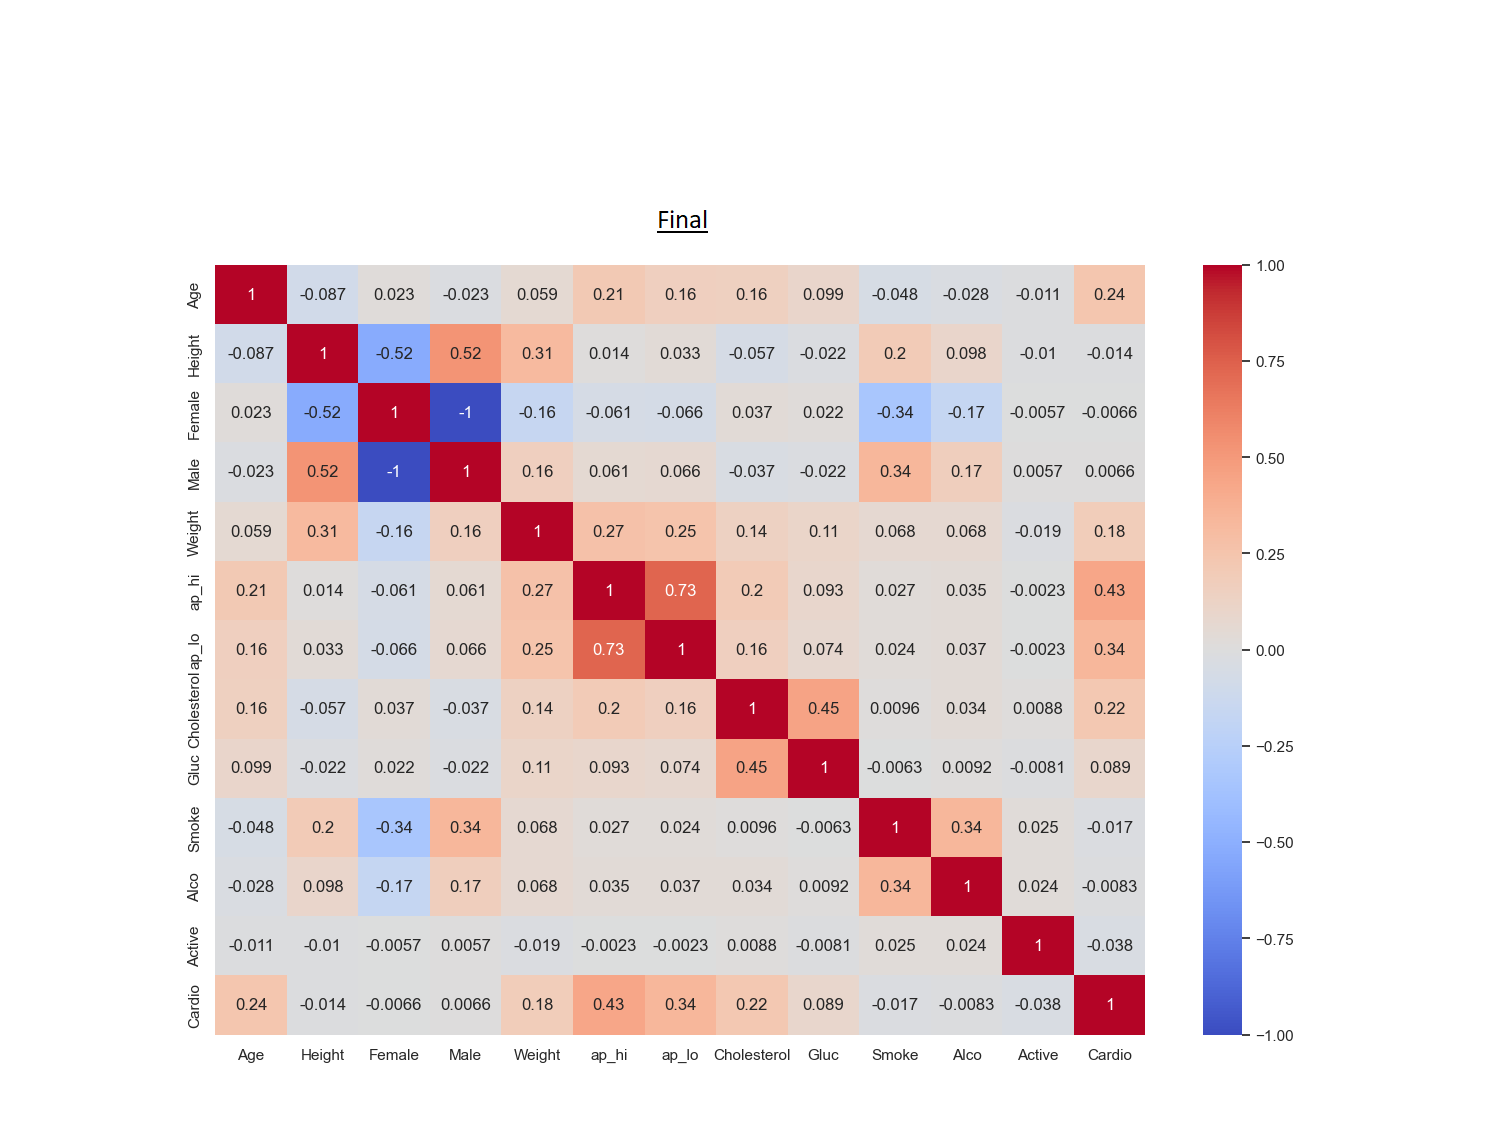 Final
Age 1 -0.087 0.023 -0.023 0.059 0.21 0.16 0.16 0.099 -0.048 -0.028 -0.011 0.24
Height -0.087 1 -0.52 0.52 0.31 0.014 0.033 -0.057 -0.022 0.2 0.098 -0.01 -0.014
Female 0.023 -0.52 1 -1 -0.16 -0.061 -0.066 0.037 0.022 -0.34 -0.17 -0.0057 -0.0066
Male -0.023 0.52 -1 1 0.16 0.061 0.066 -0.037 -0.022 0.34 0.17 0.0057 0.0066
Weight 0.059 0.31 -0.16 0.16 1 0.27 0.25 0.14 0.11 0.068 0.068 -0.019 0.18
ap_hi 0.21 0.014 -0.061 0.061 0.27 1 0.73 0.2 0.093 0.027 0.035 -0.0023 0.43
ap_lo 0.16 0.033 -0.066 0.066 0.25 0.73 1 0.16 0.074 0.024 0.037 -0.0023 0.34
Cholesterol 0.16 -0.057 0.037 -0.037 0.14 0.2 0.16 1 0.45 0.0096 0.034 0.0088 0.22
Gluc 0.099 -0.022 0.022 -0.022 0.11 0.093 0.074 0.45 1 -0.0063 0.0092 -0.0081 0.089
Smoke -0.048 0.2 -0.34 0.34 0.068 0.027 0.024 0.0096 -0.0063 1 0.34 0.025 -0.017
Alco -0.028 0.098 -0.17 0.17 0.068 0.035 0.037 0.034 0.0092 0.34 1 0.024 -0.0083
Active -0.011 -0.01 -0.0057 0.0057 -0.019 -0.0023 -0.0023 0.0088 -0.0081 0.025 0.024 1 -0.038
Cardio 0.24 -0.014 -0.0066 0.0066 0.18 0.43 0.34 0.22 0.089 -0.017 -0.0083 -0.038 1
Age Height Female Male Weight ap_hi ap_lo Cholesterol Gluc Smoke Alco Active Cardio
1.00
0.75
0.50
0.25
0.00
−0.25
−0.50
−0.75
−1.00